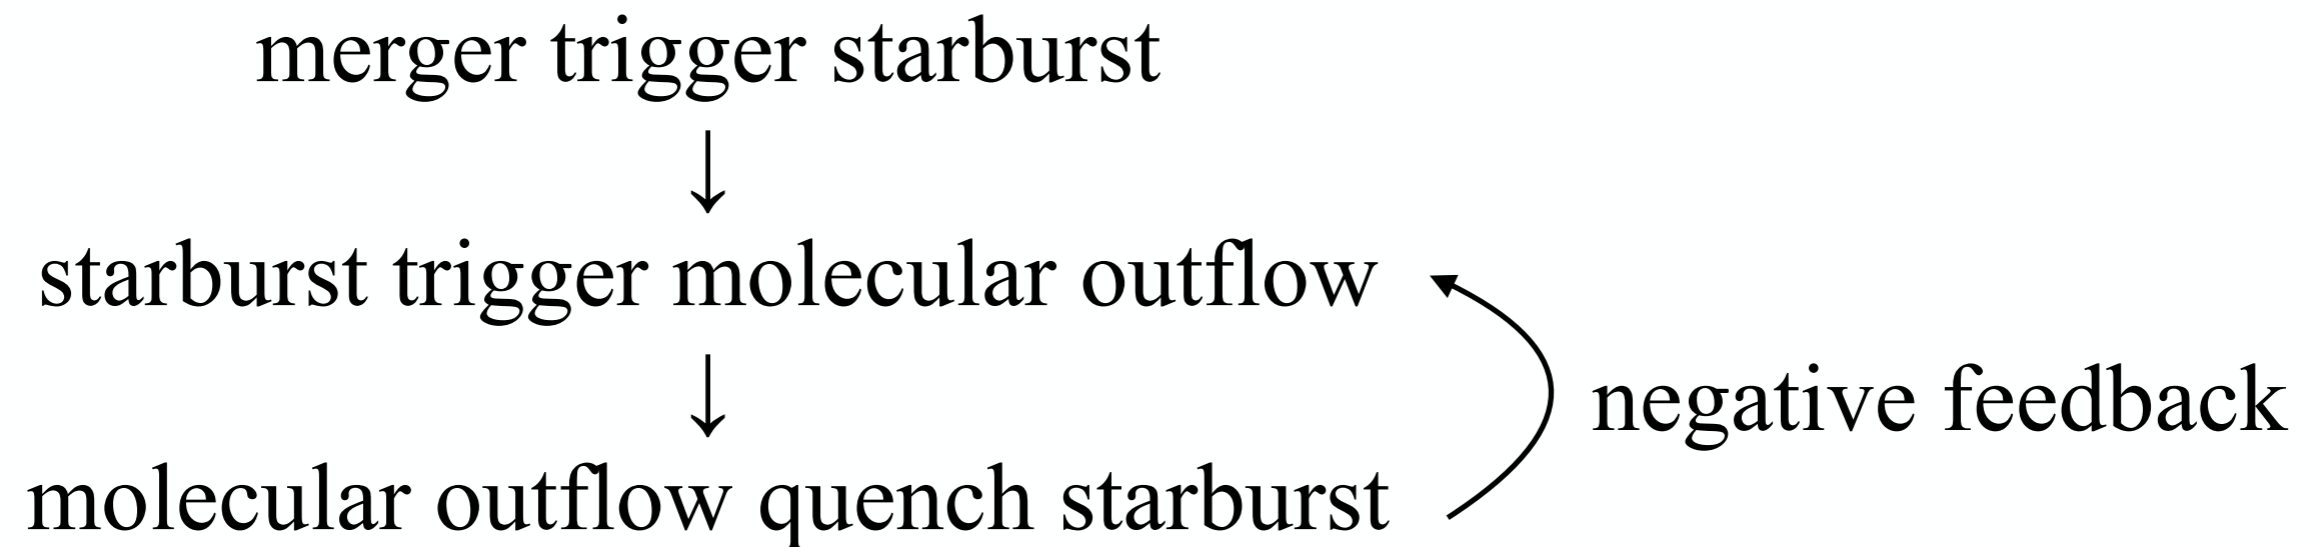 merger trigger starburst
↓
starburst trigger molecular outflow
↓
negative feedback
molecular outflow quench starburst